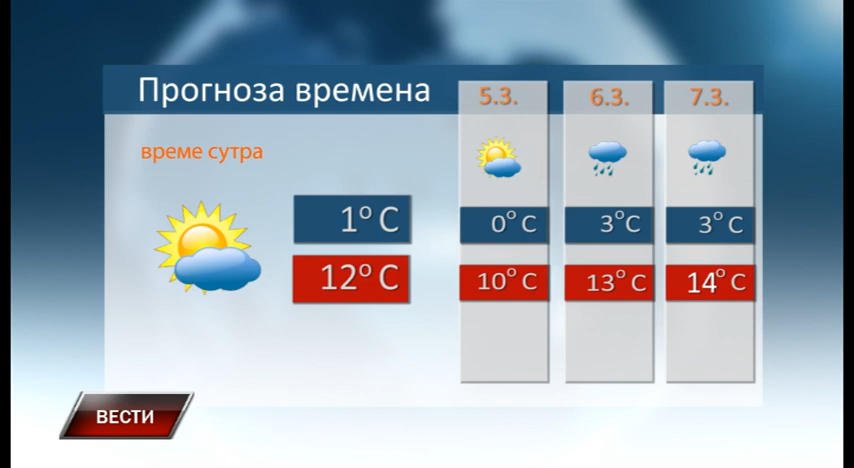 Прогноза времена
време сутра
1° C
12° C
5.3.
0° C
10° C
6.3.
3°C
13° C
7.3.
3° C
14° C
ВЕСТИ